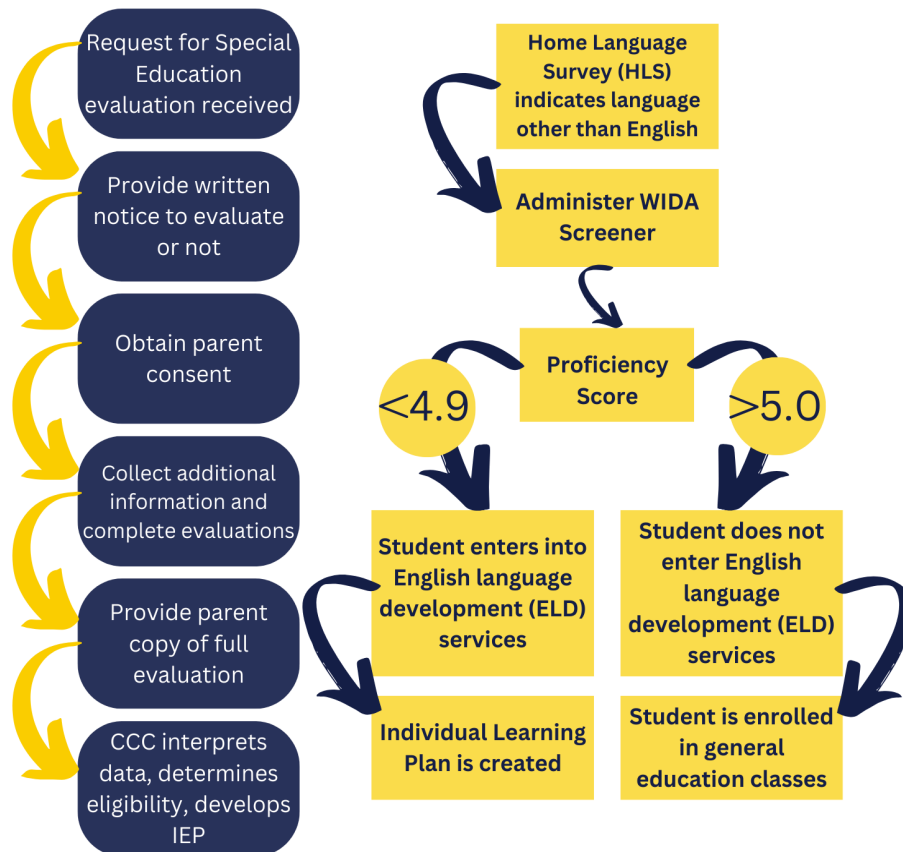 Request for Special
Education
evaluation received
Provide written
notice to evaluate
or not
Obtain parent
consent
Collect additional
information and
complete evaluations
Provide parent
copy of full
evaluation
CCC interprets
data, determines
eligibility, develops
IEP
Home Language
Survey (HLS)
indicates language
other than English
Administer WIDA
Screener
Proficiency
Score
<4.9
>5.0
Student enters into
English language
development (ELD)
services
Individual Learning
Plan is created
Student does not
enter English
language
development (ELD)
services
Student is enrolled
in general
education classes